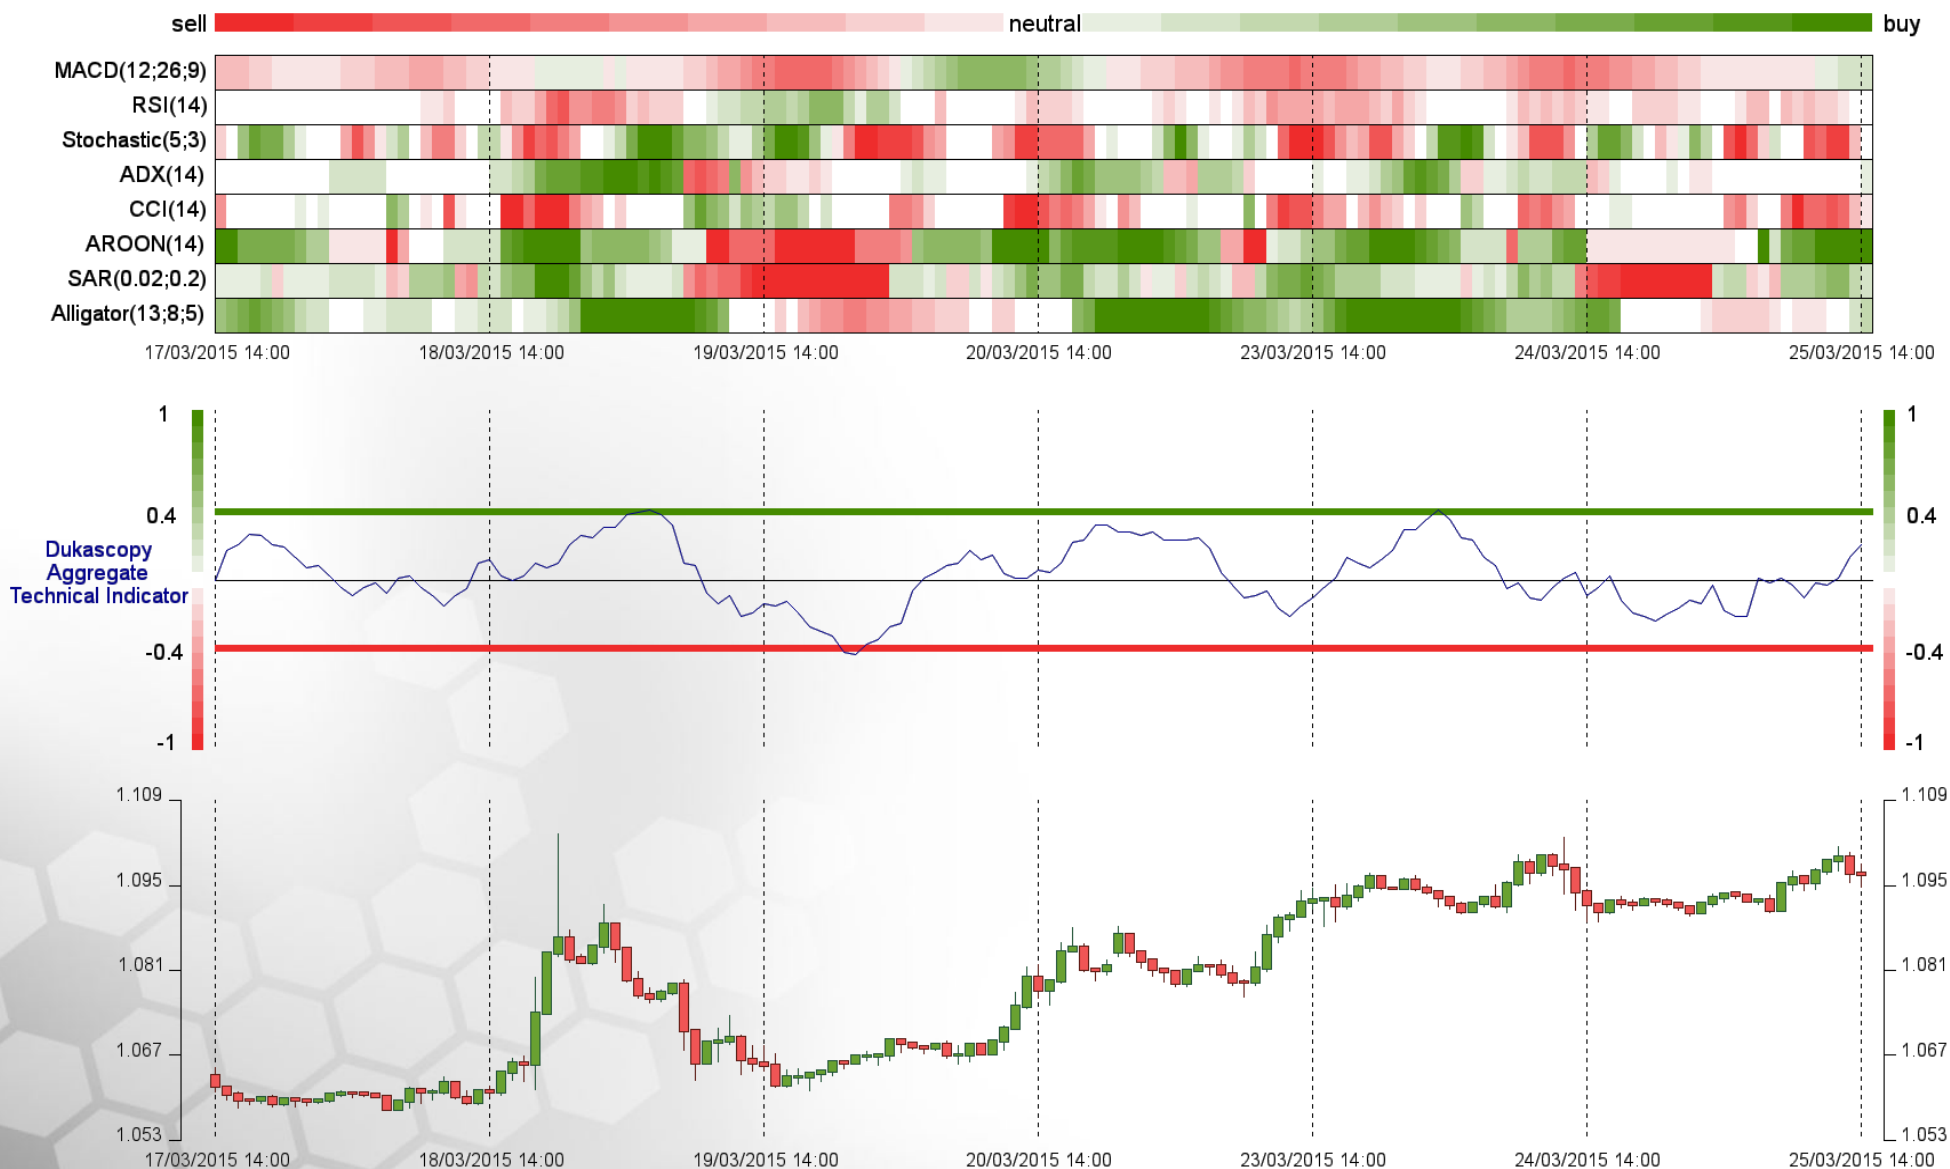 sell neutral buy
MACD(12;26;9)
RSI(14)
Stochastic(5;3)
ADX(14)
CCI(14)
AROON(14)
SAR(0.02;0.2)
Alligator(13;8;5)
17/03/2015 14:00 18/03/2015 14:00 19/03/2015 14:00 20/03/2015 14:00 23/03/2015 14:00 24/03/2015 14:00 25/03/2015 14:00
1 1
0.4 0.4
Dukascopy
Aggregate
Technical Indicator
-0.4 -0.4
-1 -1
1.109 1.109
1.095 1.095
1.081 1.081
1.067 1.067
1.053 1.053
17/03/2015 14:00 18/03/2015 14:00 19/03/2015 14:00 20/03/2015 14:00 23/03/2015 14:00 24/03/2015 14:00 25/03/2015 14:00